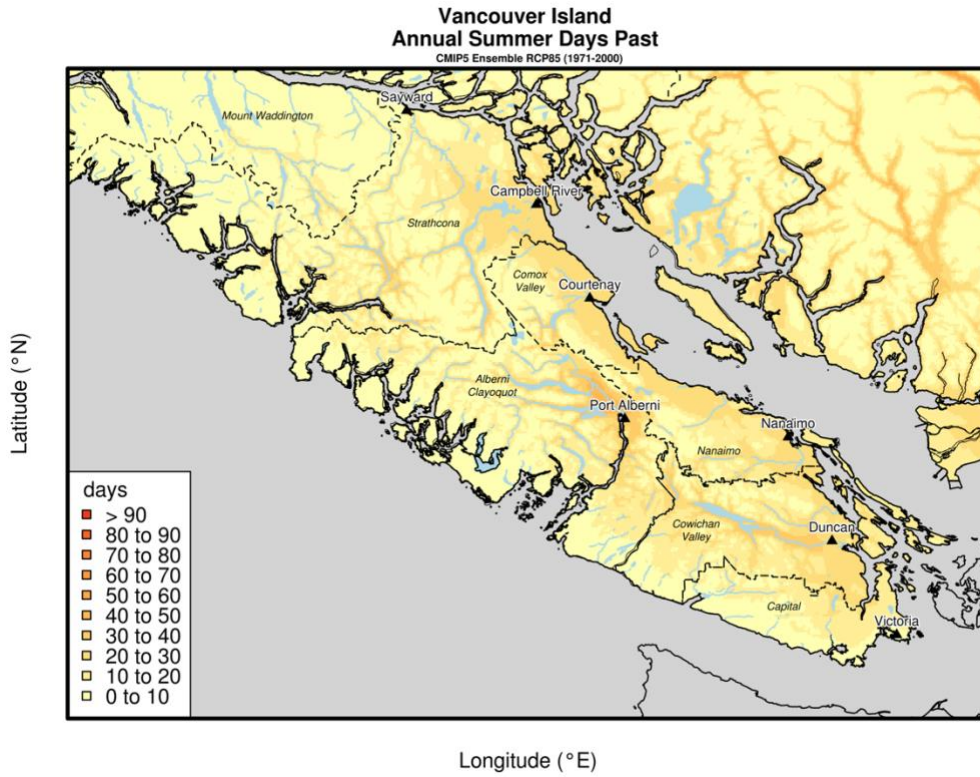 Vancouver Island
Annual Summer Days Past
CMIP5 Ensemble RCP85 (1971-2000)
Sayward
Mount Waddington
Campbell River
Strathcona
Comox
Valley
Courtenay
Alberni
Clayoquot
Port Alberni
Nanaimo
Nanaimo
Cowichan
Valley
Duncan
Capital
Victoria
Latitude (°N)
days
> 90
80 to 90
70 to 80
60 to 70
50 to 60
40 to 50
30 to 40
20 to 30
10 to 20
0 to 10
Longitude (°E)